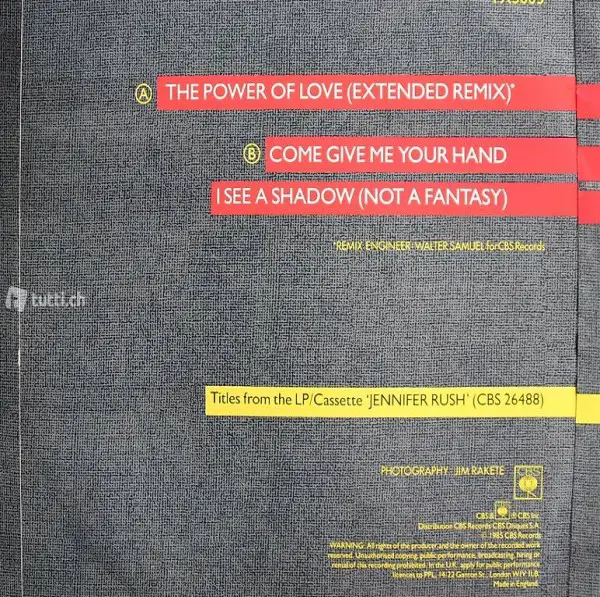 Ⓐ THE POWER OF LOVE (EXTENDED REMIX)*
Ⓑ COME GIVE ME YOUR HAND
I SEE A SHADOW (NOT A FANTASY)
*REMIX ENGINEER: WALTER SAMUEL for CBS Records
tutti.ch
Titles from the LP/Cassette 'JENNIFER RUSH' (CBS 26488)
PHOTOGRAPHY: JIM RAKETE
CBS
CBS & ® CBS Inc.
Distribution CBS Records CBS Disques S.A.
© 1985 CBS Records
WARNING: All rights of the producer and the owner of the recorded work
reserved. Unauthorised copying, public performance, broadcasting, hiring or
rental of this recording prohibited. In the U.K. apply for public performance
licences to PPL, 14/22 Ganton St., London W1V 1LB.
Made in England.